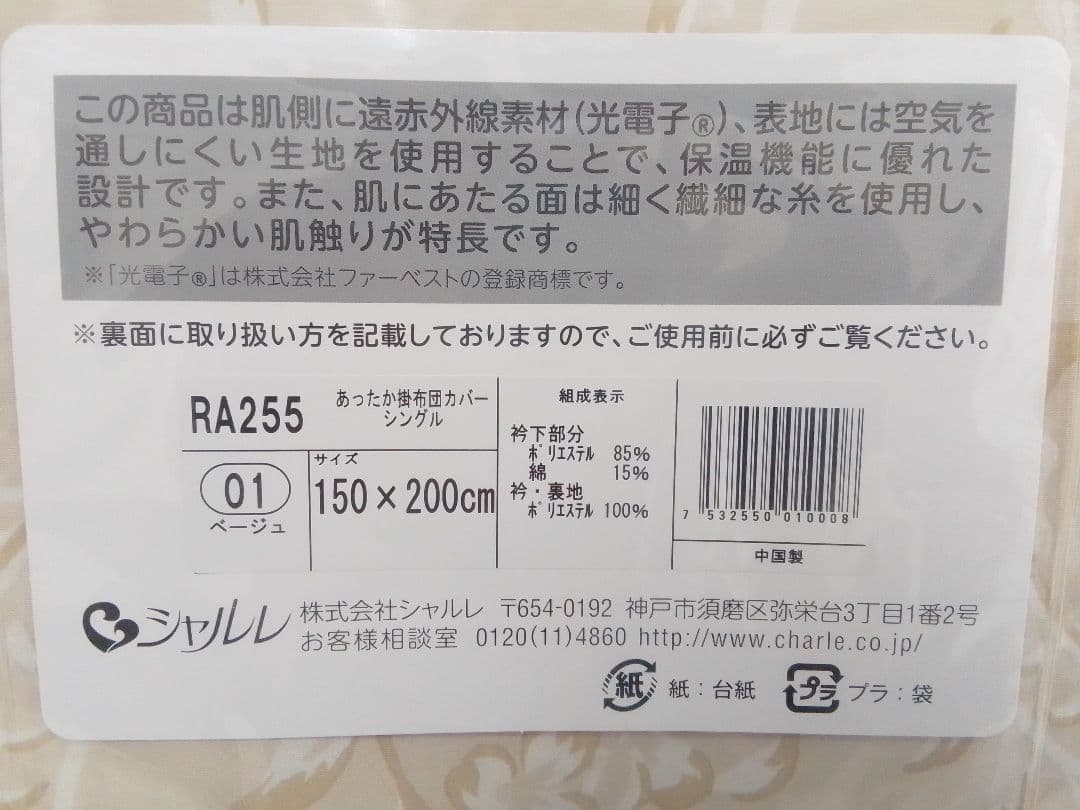 この商品は肌側に遠赤外線素材(光電子®)、表地には空気を
通しにくい生地を使用することで、保温機能に優れた
設計です。また、肌にあたる面は細く繊細な糸を使用し、
やわらかい肌触りが特長です。
※「光電子®」は株式会社ファーベストの登録商標です。
※裏面に取り扱い方を記載しておりますので、ご使用前に必ずご覧ください。
RA255
あったか掛布団カバー
シングル
01
ベージュ
サイズ
150×200cm
組成表示
衿下部分
ポリエステル 85%
綿 15%
衿・裏地
ポリエステル 100%
7 532550 010008
中国製
シャルレ
株式会社シャルレ 〒654-0192 神戸市須磨区弥栄台3丁目1番2号
お客様相談室 0120(11)4860 http://www.charle.co.jp/
紙 紙:台紙
プラ プラ:袋